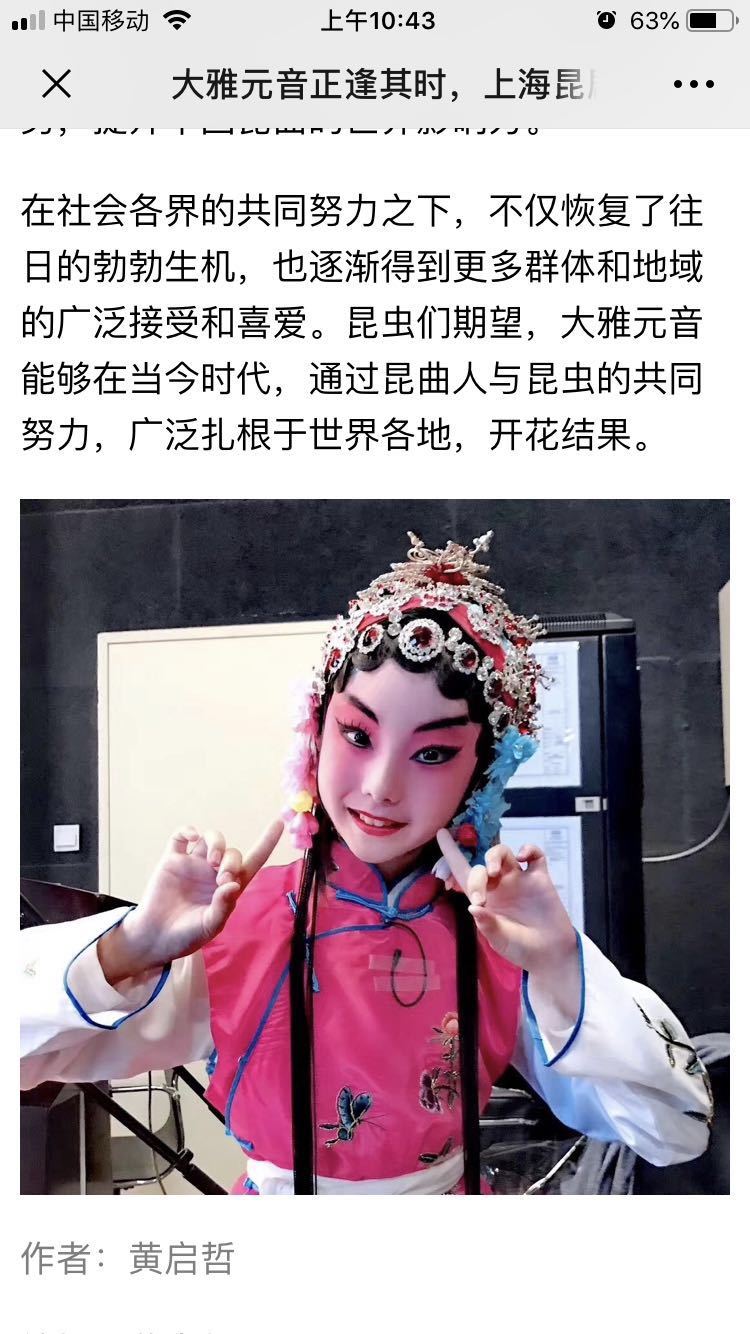 中国移动
上午10:43
63%
大雅元音正逢其时，上海昆
在社会各界的共同努力之下，不仅恢复了往
日的勃勃生机，也逐渐得到更多群体和地域
的广泛接受和喜爱。昆虫们期望，大雅元音
能够在当今时代，通过昆曲人与昆虫的共同
努力，广泛扎根于世界各地，开花结果。
作者：黄启哲